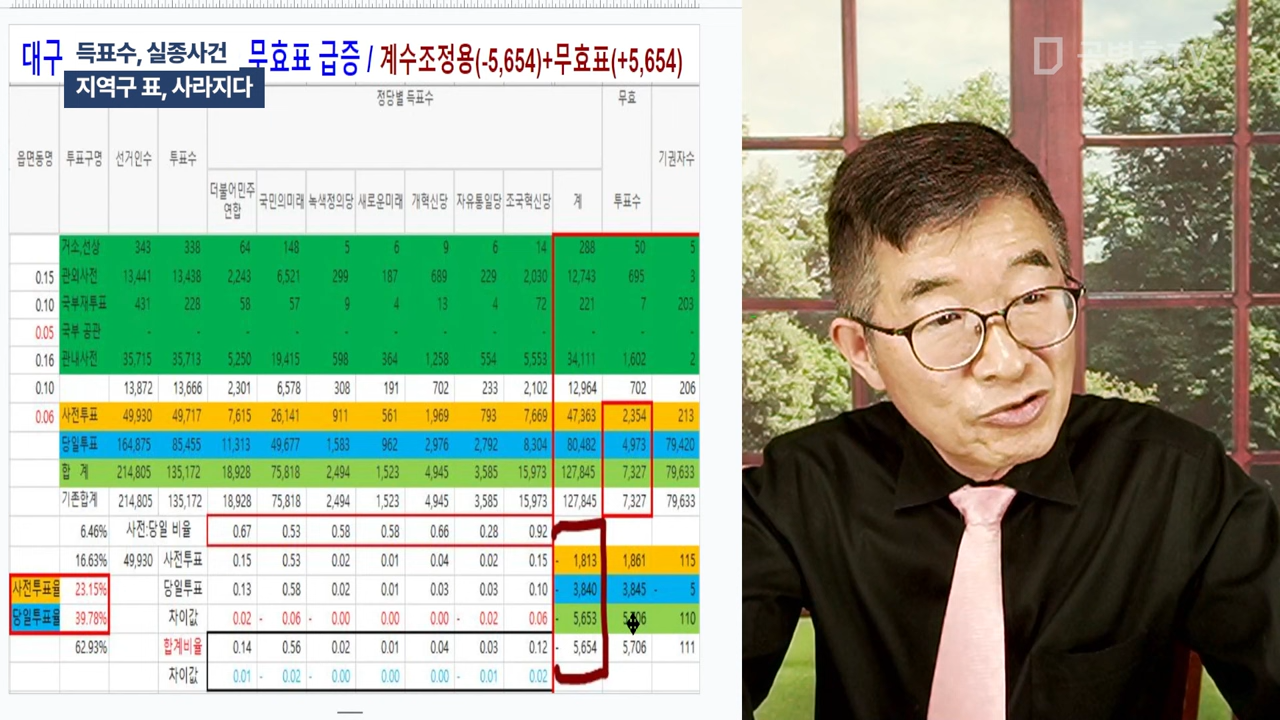 대구 득표수, 실종사건 무효표 급증 / 계수조정용(-5,654)+무효표(+5,654)
지역구 표, 사라지다
공병호TV
정당별 득표수 무효
읍면동명 투표구명 선거인수 투표수 기권자수
더불어민주연합 국민의미래 녹색정의당 새로운미래 개혁신당 자유통일당 조국혁신당 계 투표수
거소,선상 343 338 64 148 5 6 9 6 14 288 50 5
0.15 관외사전 13,441 13,438 2,243 6,521 299 187 689 229 2,030 12,743 695 3
0.10 국부재투표 431 228 58 57 9 4 13 4 72 221 7 203
0.05 국부 공관 - - - - - - - - - - - -
0.16 관내사전 35,715 35,713 5,250 19,415 598 364 1,258 554 5,553 34,111 1,602 2
0.10 13,872 13,666 2,301 6,578 308 191 702 233 2,102 12,964 702 206
0.06 사전투표 49,930 49,717 7,615 26,141 911 561 1,969 793 7,669 47,363 2,354 213
당일투표 164,875 85,455 11,313 49,677 1,583 962 2,976 2,792 8,304 80,482 4,973 79,420
합 계 214,805 135,172 18,928 75,818 2,494 1,523 4,945 3,585 15,973 127,845 7,327 79,633
기존합계 214,805 135,172 18,928 75,818 2,494 1,523 4,945 3,585 15,973 127,845 7,327 79,633
6.46% 사전:당일 비율 0.67 0.53 0.58 0.58 0.66 0.28 0.92
16.63% 49,930 사전투표 0.15 0.53 0.02 0.01 0.04 0.02 0.15 - 1,813 1,861 115
사전투표율 23.15% 당일투표 0.13 0.58 0.02 0.01 0.03 0.03 0.10 - 3,840 3,845 - 5
당일투표율 39.78% 차이값 0.02 - 0.06 - 0.00 0.00 0.00 - 0.02 0.06 - 5,653 110
62.93% 합계비율 0.14 0.56 0.02 0.01 0.04 0.03 0.12 - 5,654 5,706 111
차이값 0.01 - 0.02 - 0.00 0.00 0.00 - 0.01 0.02